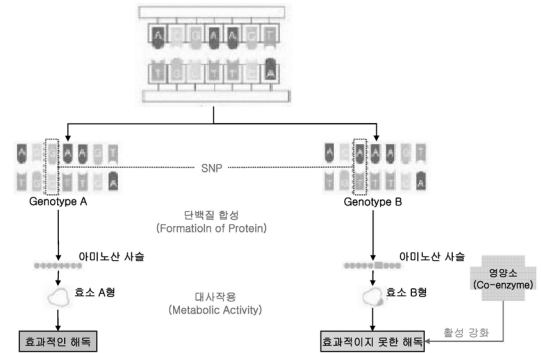 A C G A A G T
T G C T T C A
SNP
Genotype A
Genotype B
단백질 합성
(Formatioln of Protein)
아미노산 사슬
아미노산 사슬
영양소
(Co-enzyme)
효소 A형
대사작용
(Metabolic Activity)
효소 B형
활성 강화
효과적인 해독
효과적이지 못한 해독